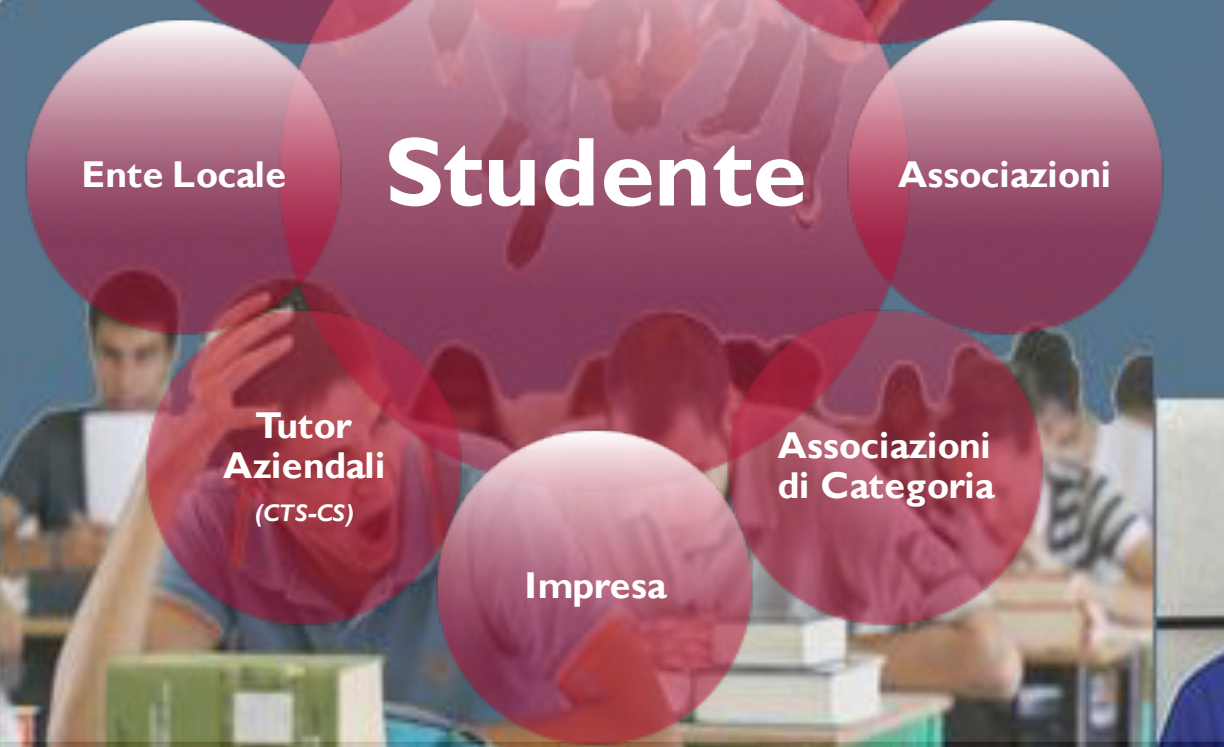 Ente Locale
Studente
Associazioni
Tutor
Aziendali
(CTS-CS)
Associazioni
di Categoria
Impresa